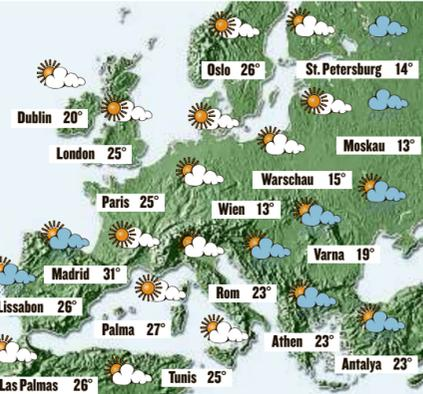 Oslo 26°
St. Petersburg 14°
Dublin 20°
London 25°
Moskau 13°
Warschau 15°
Paris 25°
Wien 13°
Varna 19°
Madrid 31°
Lissabon 26°
Rom 23°
Palma 27°
Athen 23°
Antalya 23°
Las Palmas 26°
Tunis 25°